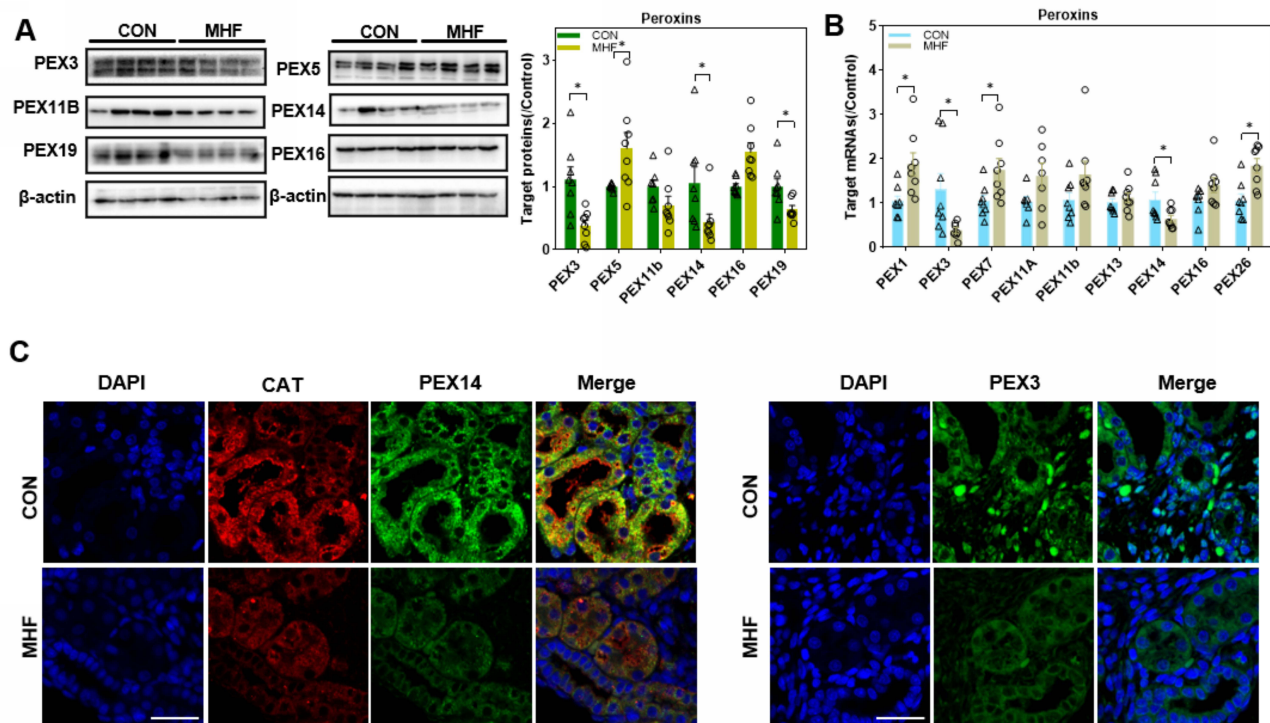 A
CON MHF
PEX3
PEX11B
PEX19
β-actin
CON MHF
PEX5
PEX14
PEX16
β-actin
Peroxins
CON
MHF
Target proteins(/Control)
3
2
1
0
* * * *
PEX3 PEX5 PEX11b PEX14 PEX16 PEX19
B
Peroxins
CON
MHF
Target mRNAs(/Control)
5
4
3
2
1
0
* * * * *
PEX1 PEX3 PEX7 PEX11A PEX11b PEX13 PEX14 PEX16 PEX26
C
DAPI CAT PEX14 Merge
CON
MHF
DAPI PEX3 Merge
CON
MHF